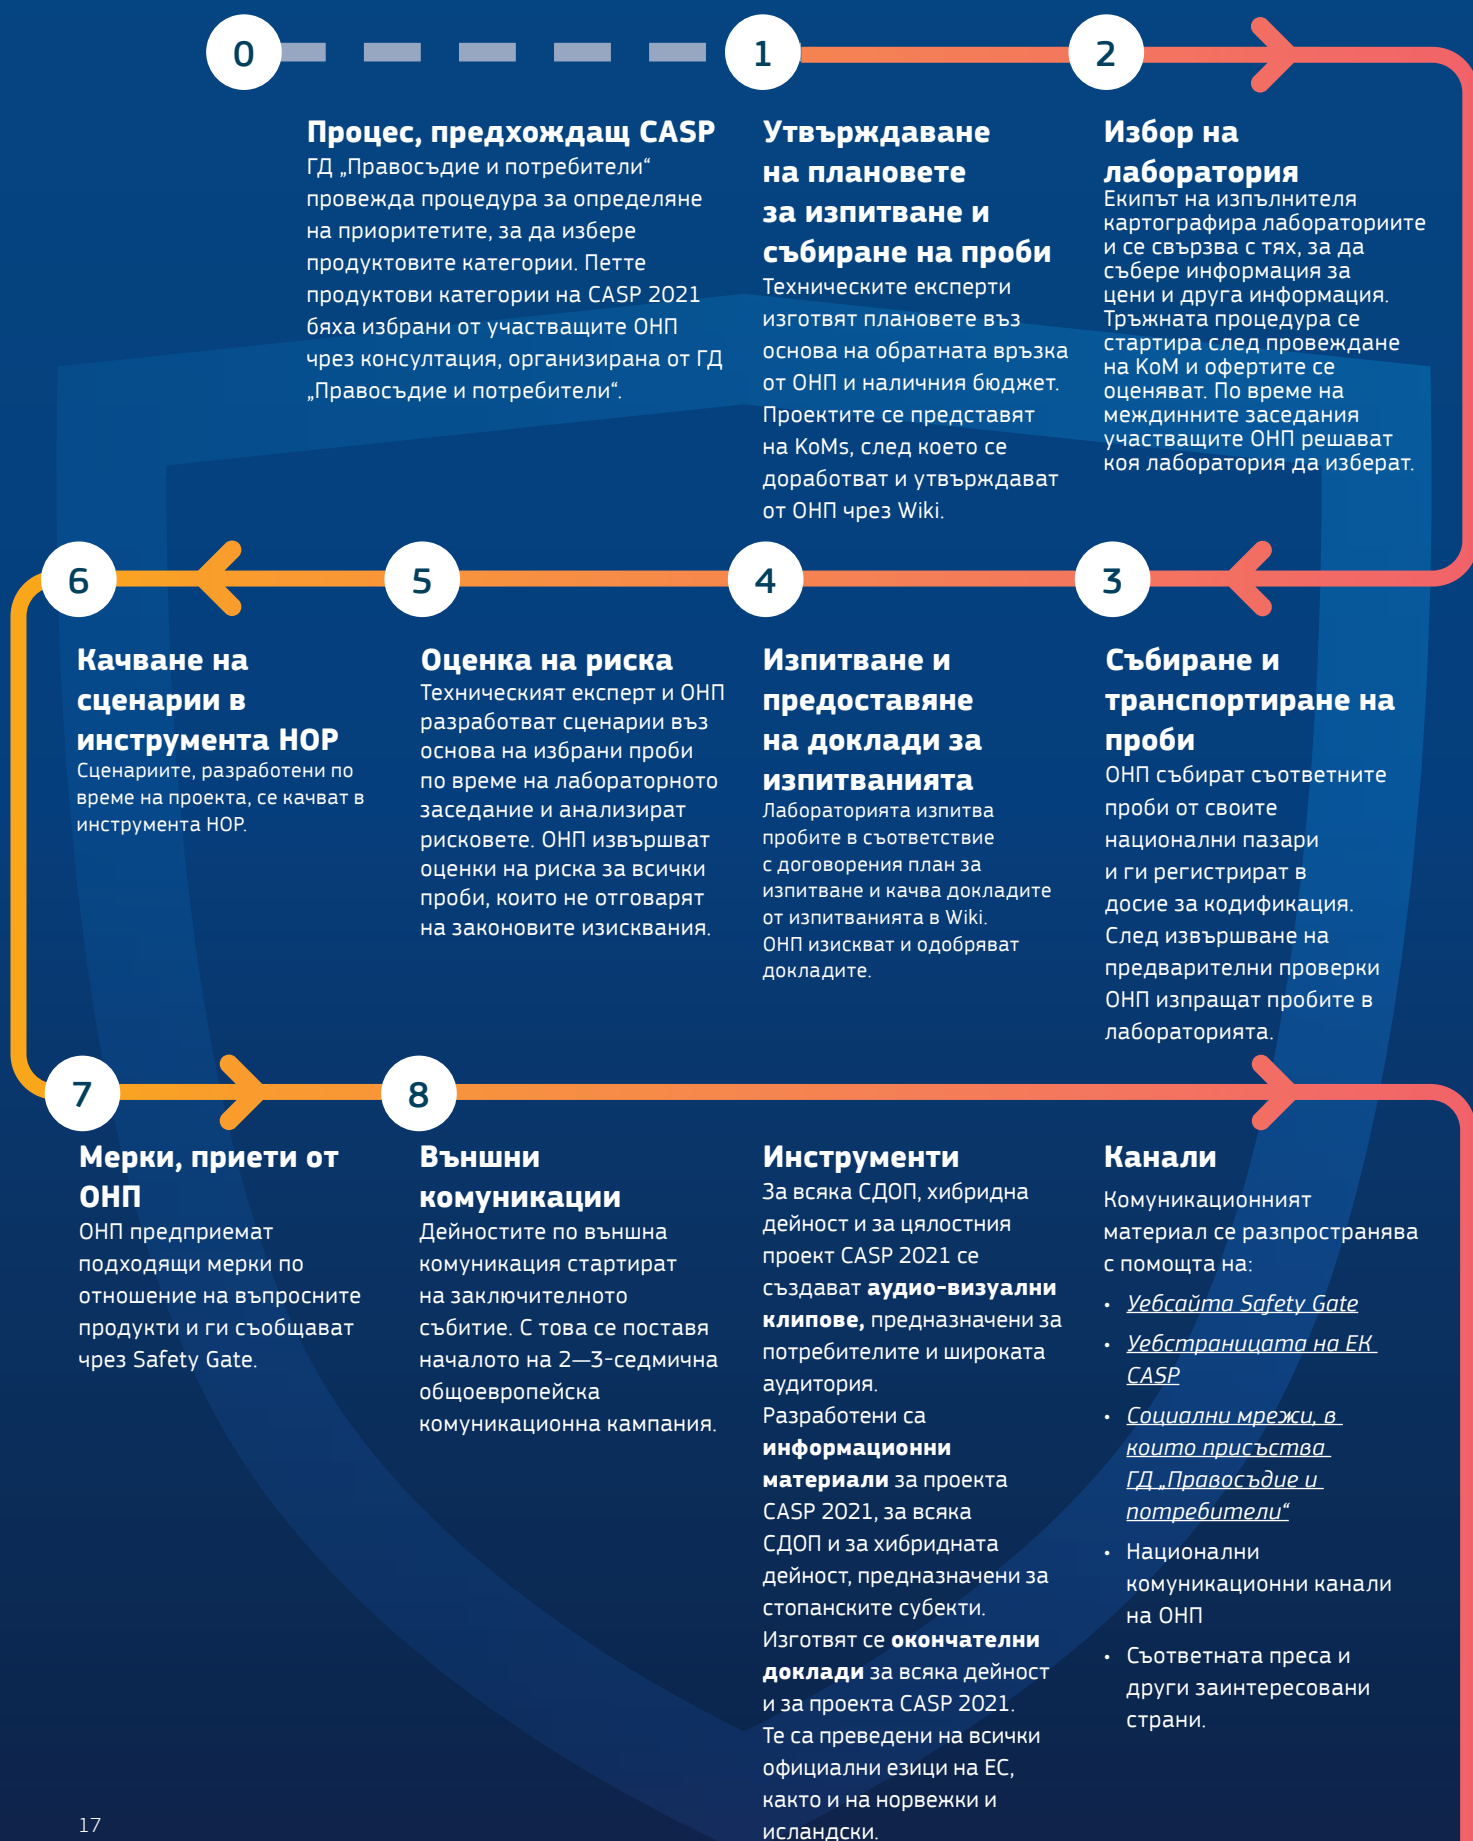 0
Процес, предхождащ CASP
ГД „Правосъдие и потребители“
провежда процедура за определяне
на приоритетите, за да избере
продуктовите категории. Петте
продуктови категории на CASP 2021
бяха избрани от участващите ОНП
чрез консултация, организирана от ГД
„Правосъдие и потребители“.
1
Утвърждаване
на плановете
за изпитване и
събиране на проби
Техническите експерти
изготвят плановете въз
основа на обратната връзка
от ОНП и наличния бюджет.
Проектите се представят
на KoMs, след което се
доработват и утвърждават
от ОНП чрез Wiki.
2
Избор на
лаборатория
Екипът на изпълнителя
картографира лабораториите
и се свързва с тях, за да
събере информация за
цени и друга информация.
Тръжната процедура се
стартира след провеждане
на KoM и офертите се
оценяват. По време на
междинните заседания
участващите ОНП решават
коя лаборатория да изберат.
3
Събиране и
транспортиране на
проби
ОНП събират съответните
проби от своите
национални пазари
и ги регистрират в
досие за кодификация.
След извършване на
предварителни проверки
ОНП изпращат пробите в
лабораторията.
4
Изпитване и
предоставяне
на доклади за
изпитванията
Лабораторията изпитва
пробите в съответствие
с договорения план за
изпитване и качва докладите
от изпитванията в Wiki.
ОНП изискват и одобряват
докладите.
5
Оценка на риска
Техническият експерт и ОНП
разработват сценарии въз
основа на избрани проби
по време на лабораторното
заседание и анализират
рисковете. ОНП извършват
оценки на риска за всички
проби, които не отговарят
на законовите изисквания.
6
Качване на
сценарии в
инструмента НОР
Сценариите, разработени по
време на проекта, се качват в
инструмента НОР.
7
Мерки, приети от
ОНП
ОНП предприемат
подходящи мерки по
отношение на въпросните
продукти и ги съобщават
чрез Safety Gate.
8
Външни
комуникации
Дейностите по външна
комуникация стартират
на заключителното
събитие. С това се поставя
началото на 2—3-седмична
общоевропейска
комуникационна кампания.
Инструменти
За всяка СДОП, хибридна
дейност и за цялостния
проект CASP 2021 се
създават аудио-визуални
клипове, предназначени за
потребителите и широката
аудитория.
Разработени са
информационни
материали за проекта
CASP 2021, за всяка
СДОП и за хибридната
дейност, предназначени за
стопанските субекти.
Изготвят се окончателни
доклади за всяка дейност
и за проекта CASP 2021.
Те са преведени на всички
официални езици на ЕС,
както и на норвежки и
исландски.
Канали
Комуникационният
материал се разпространява
с помощта на:
• Уебсайта Safety Gate
• Уебстраницата на ЕК
CASP
• Социални мрежи, в
които присъства
ГД „Правосъдие и
потребители“
• Национални
комуникационни канали
на ОНП
• Съответната преса и
други заинтересовани
страни.
17